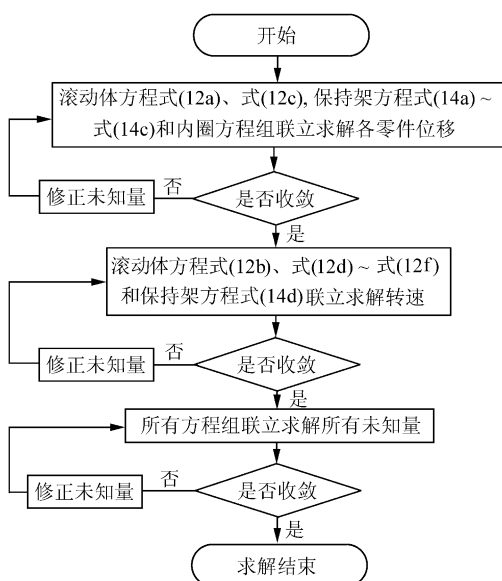 开始
滚动体方程式(12a)、式(12c), 保持架方程式(14a) ~
式(14c)和内圈方程组联立求解各零件位移
修正未知量
否
是否收敛
是
滚动体方程式(12b)、式(12d) ~ 式(12f)
和保持架方程式(14d)联立求解转速
修正未知量
否
是否收敛
是
所有方程组联立求解所有未知量
修正未知量
否
是否收敛
是
求解结束